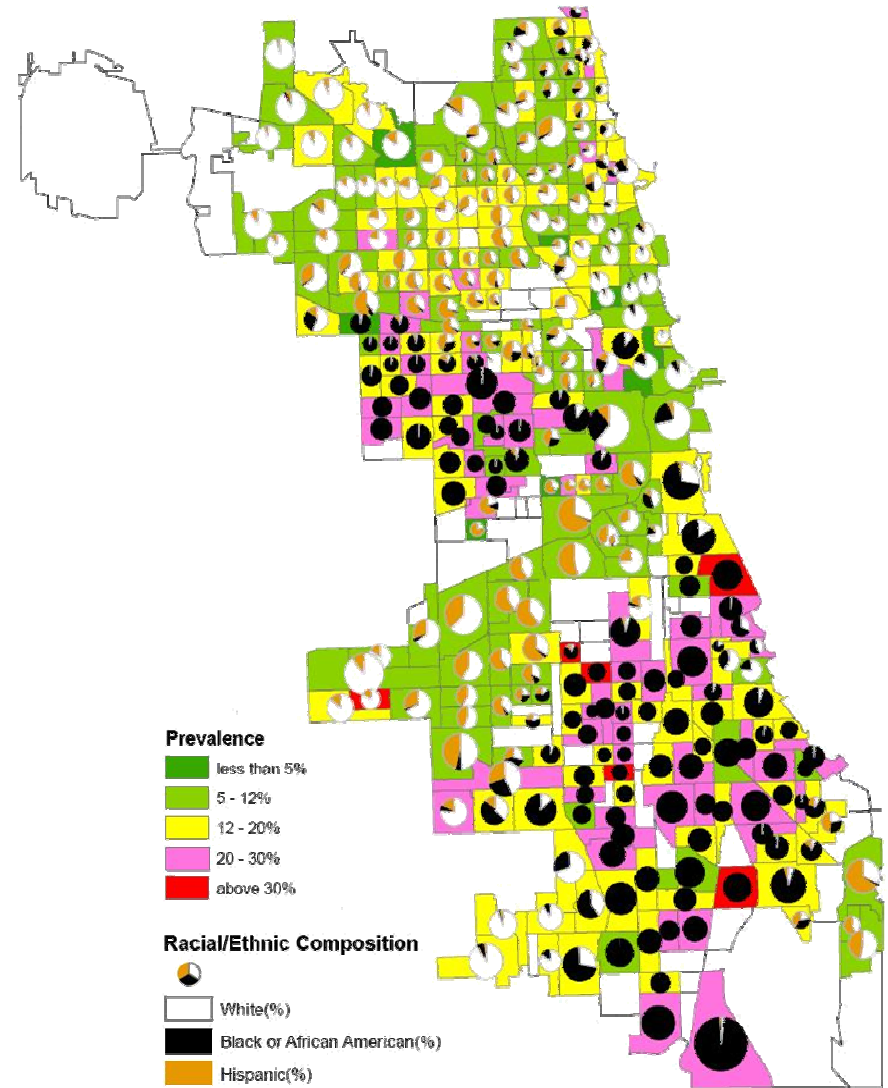 Prevalence
less than 5%
5 - 12%
12 - 20%
20 - 30%
above 30%
Racial/Ethnic Composition
White(%)
Black or African American(%)
Hispanic(%)